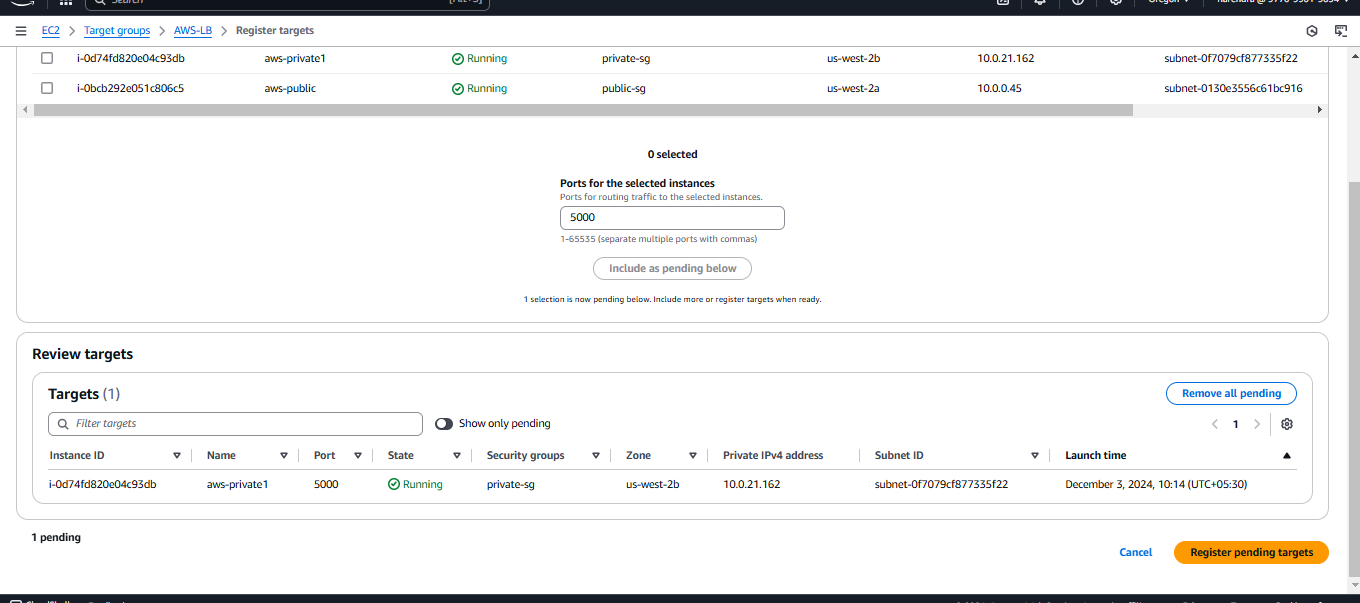 Search [Alt+S] Oregon
EC2 > Target groups > AWS-LB > Register targets
i-0d74fd820e04c93db aws-private1 Running private-sg us-west-2b 10.0.21.162 subnet-0f7079cf877335f22
i-0bcb292e051c806c5 aws-public Running public-sg us-west-2a 10.0.0.45 subnet-0130e3556c61bc916
0 selected
Ports for the selected instances
Ports for routing traffic to the selected instances.
5000
1-65535 (separate multiple ports with commas)
Include as pending below
1 selection is now pending below. Include more or register targets when ready.
Review targets
Targets (1) Remove all pending
Filter targets Show only pending 1
Instance ID Name Port State Security groups Zone Private IPv4 address Subnet ID Launch time
i-0d74fd820e04c93db aws-private1 5000 Running private-sg us-west-2b 10.0.21.162 subnet-0f7079cf877335f22 December 3, 2024, 10:14 (UTC+05:30)
1 pending
Cancel Register pending targets